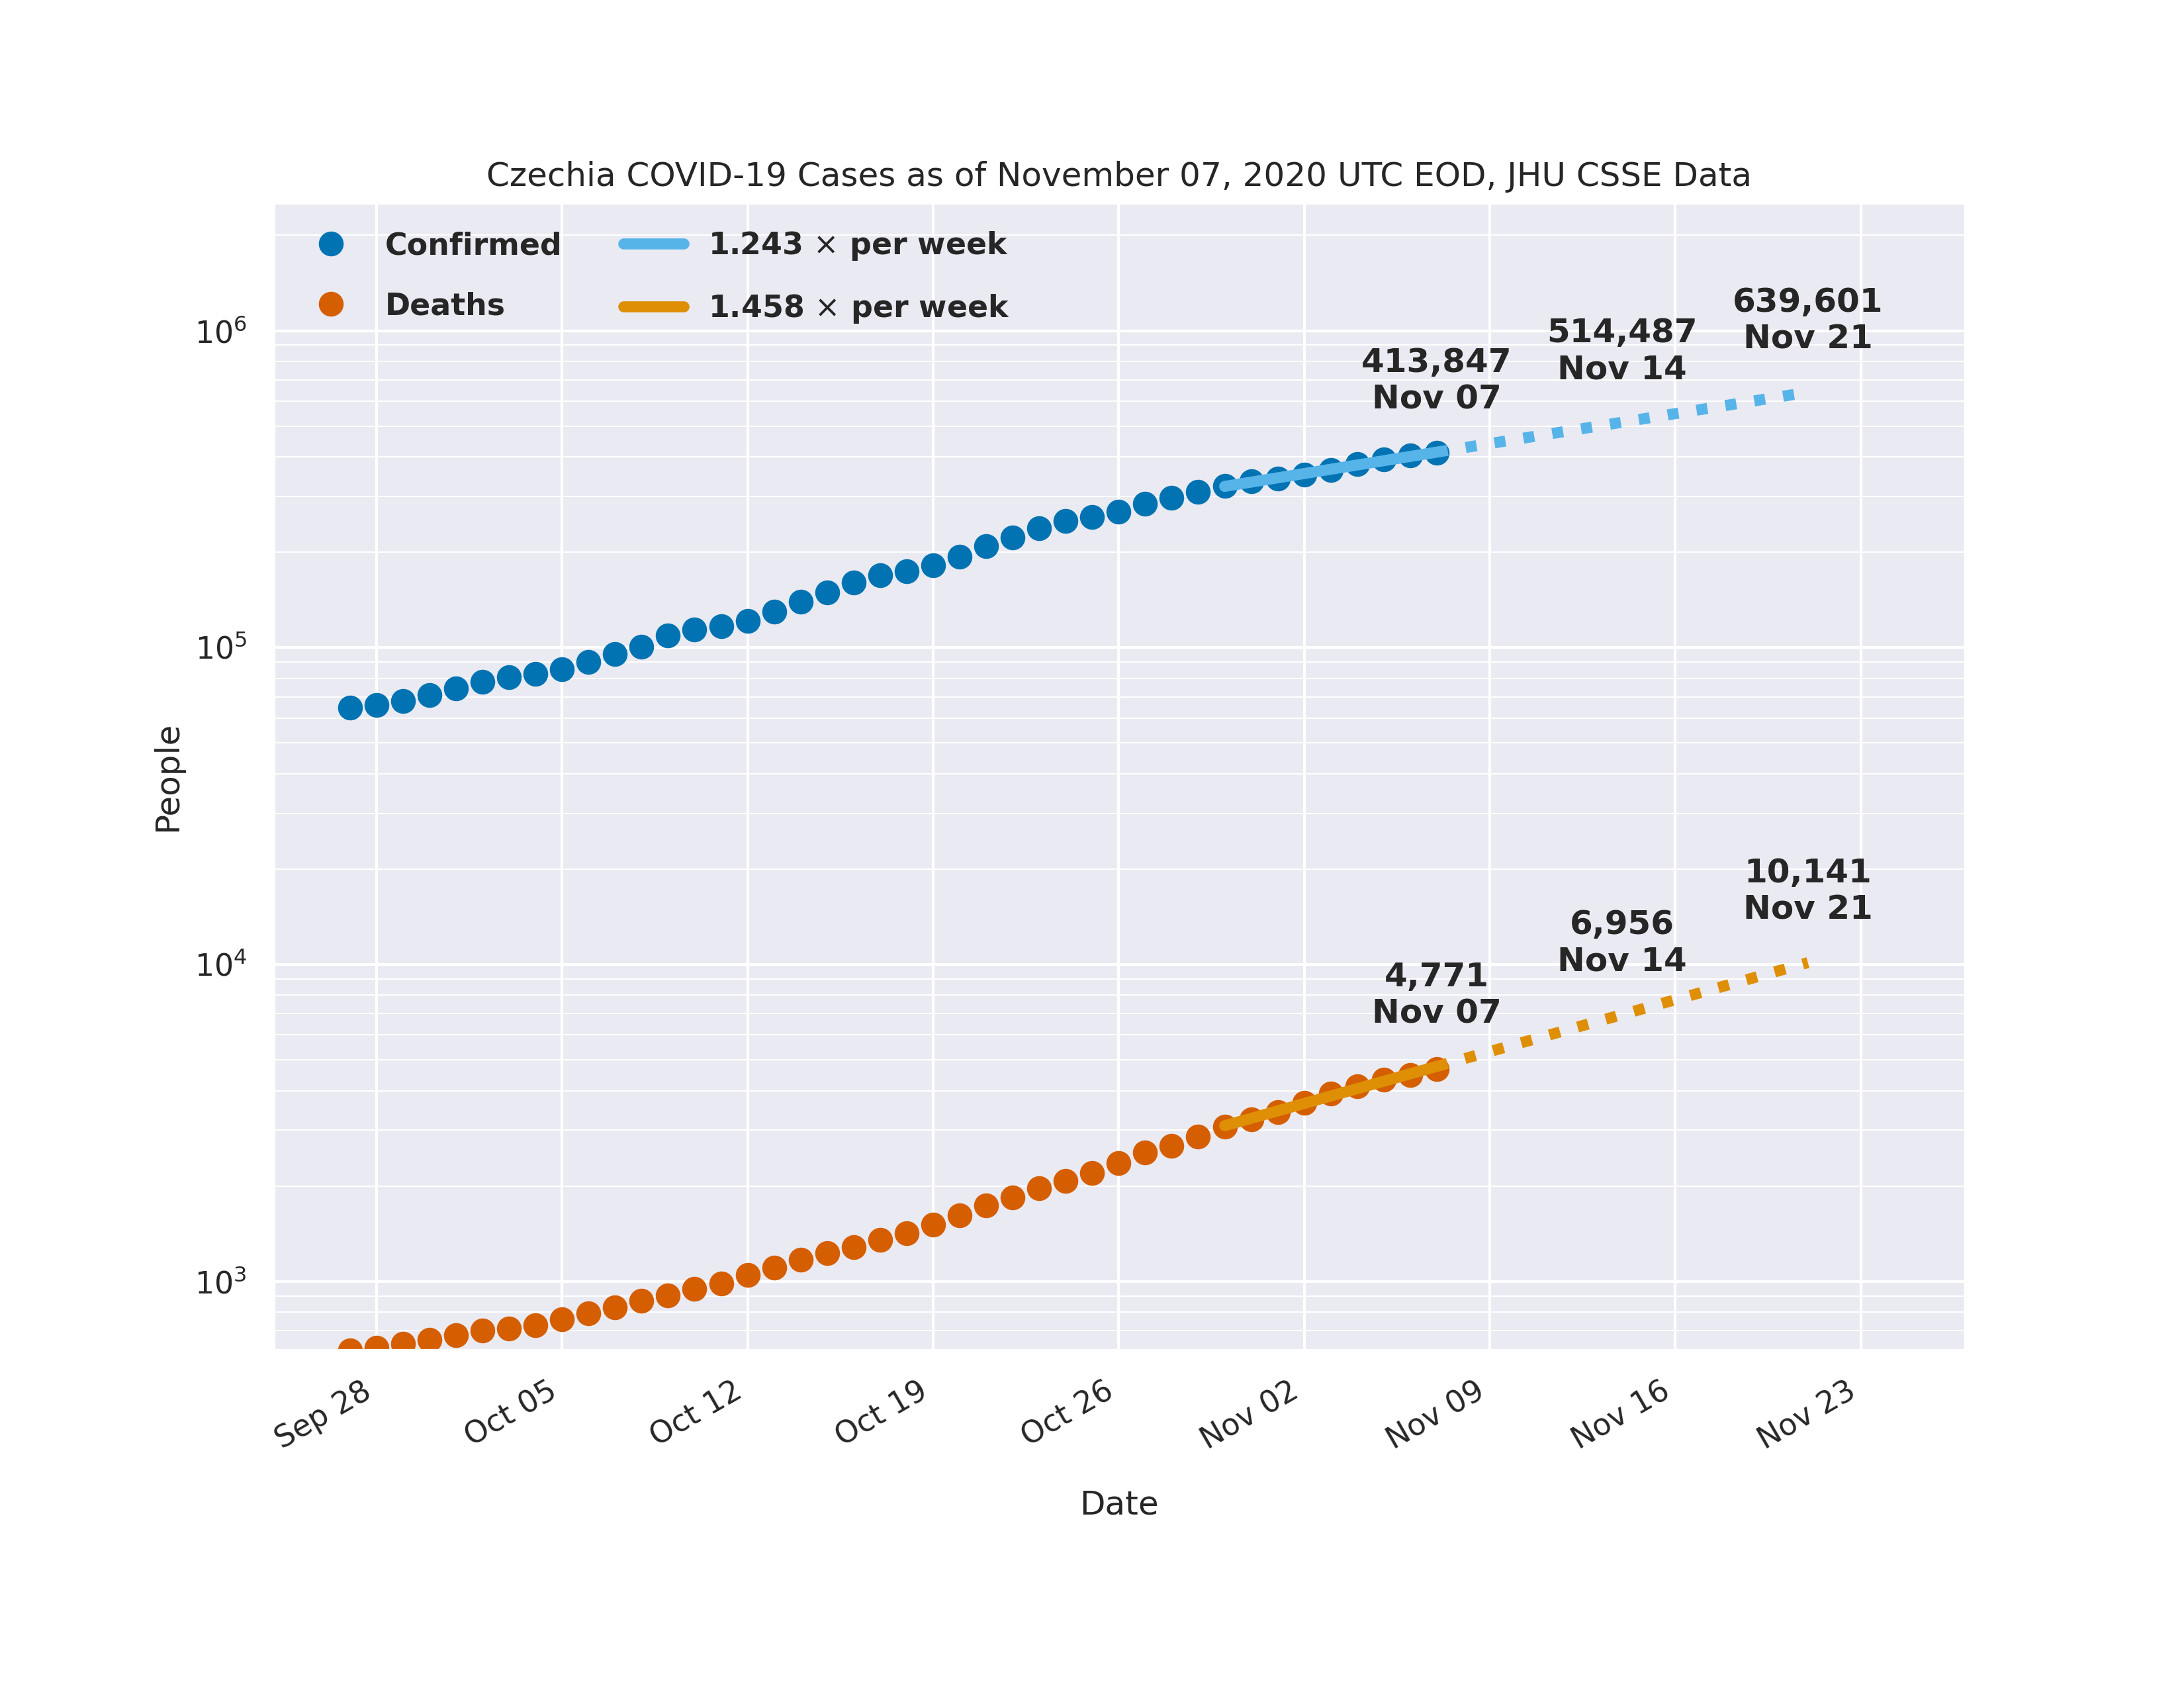 Czechia COVID-19 Cases as of November 07, 2020 UTC EOD, JHU CSSE Data
Confirmed
Deaths
1.243 × per week
1.458 × per week
413,847
Nov 07
514,487
Nov 14
639,601
Nov 21
4,771
Nov 07
6,956
Nov 14
10,141
Nov 21
10⁶
10⁵
10⁴
10³
People
Sep 28
Oct 05
Oct 12
Oct 19
Oct 26
Nov 02
Nov 09
Nov 16
Nov 23
Date